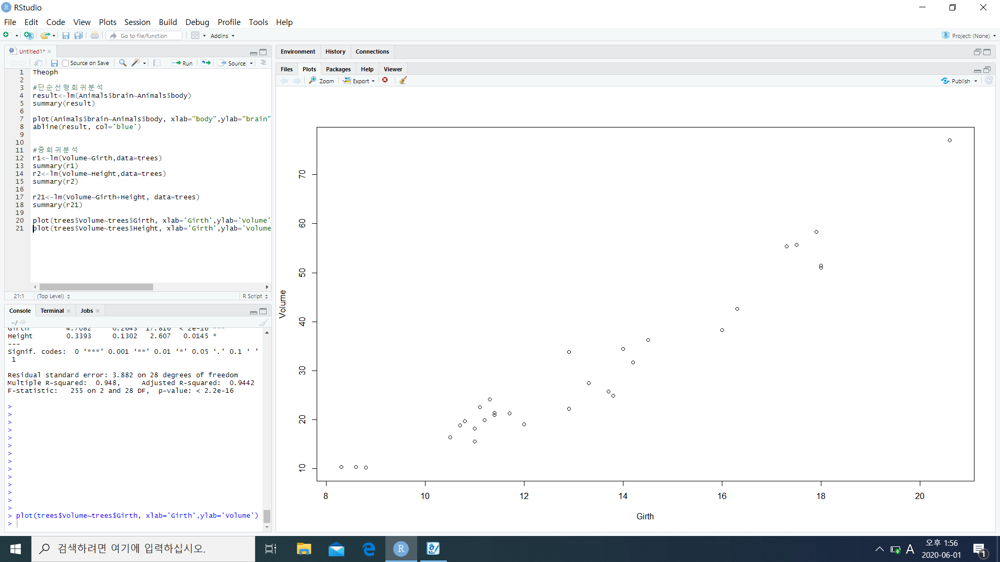 RStudio
File Edit Code View Plots Session Build Debug Profile Tools Help
Go to file/function Addins Project: (None)
Untitled1*
Source on Save Run Source
1 Theoph
2
3 #단순선형회귀분석
4 result<-lm(Animals$brain~Animals$body)
5 summary(result)
6
7 plot(Animals$brain~Animals$body, xlab="body",ylab="brain"
8 abline(result, col='blue')
9
10
11 #중회귀분석
12 r1<-lm(Volume~Girth,data=trees)
13 summary(r1)
14 r2<-lm(Volume~Height,data=trees)
15 summary(r2)
16
17 r21<-lm(Volume~Girth+Height, data=trees)
18 summary(r21)
19
20 plot(trees$Volume~trees$Girth, xlab='Girth',ylab='Volume'
21 plot(trees$Volume~trees$Height, xlab='Girth',ylab='Volume
21:1 (Top Level) R Script
Console Terminal Jobs
~/
Girth 4.7082 0.2643 17.816 < 2e-16 ***
Height 0.3393 0.1302 2.607 0.0145 *
---
Signif. codes: 0 ‘***’ 0.001 ‘**’ 0.01 ‘*’ 0.05 ‘.’ 0.1 ‘ ’
1
Residual standard error: 3.882 on 28 degrees of freedom
Multiple R-squared: 0.948, Adjusted R-squared: 0.9442
F-statistic: 255 on 2 and 28 DF, p-value: < 2.2e-16
>
>
>
>
>
>
>
>
>
>
>
>
>
>
> plot(trees$Volume~trees$Girth, xlab='Girth',ylab='Volume')
>
Environment History Connections
Files Plots Packages Help Viewer
Zoom Export Publish
Volume
70
60
50
40
30
20
10
8 10 12 14 16 18 20
Girth
검색하려면 여기에 입력하십시오.
A
오후 1:56
2020-06-01
1